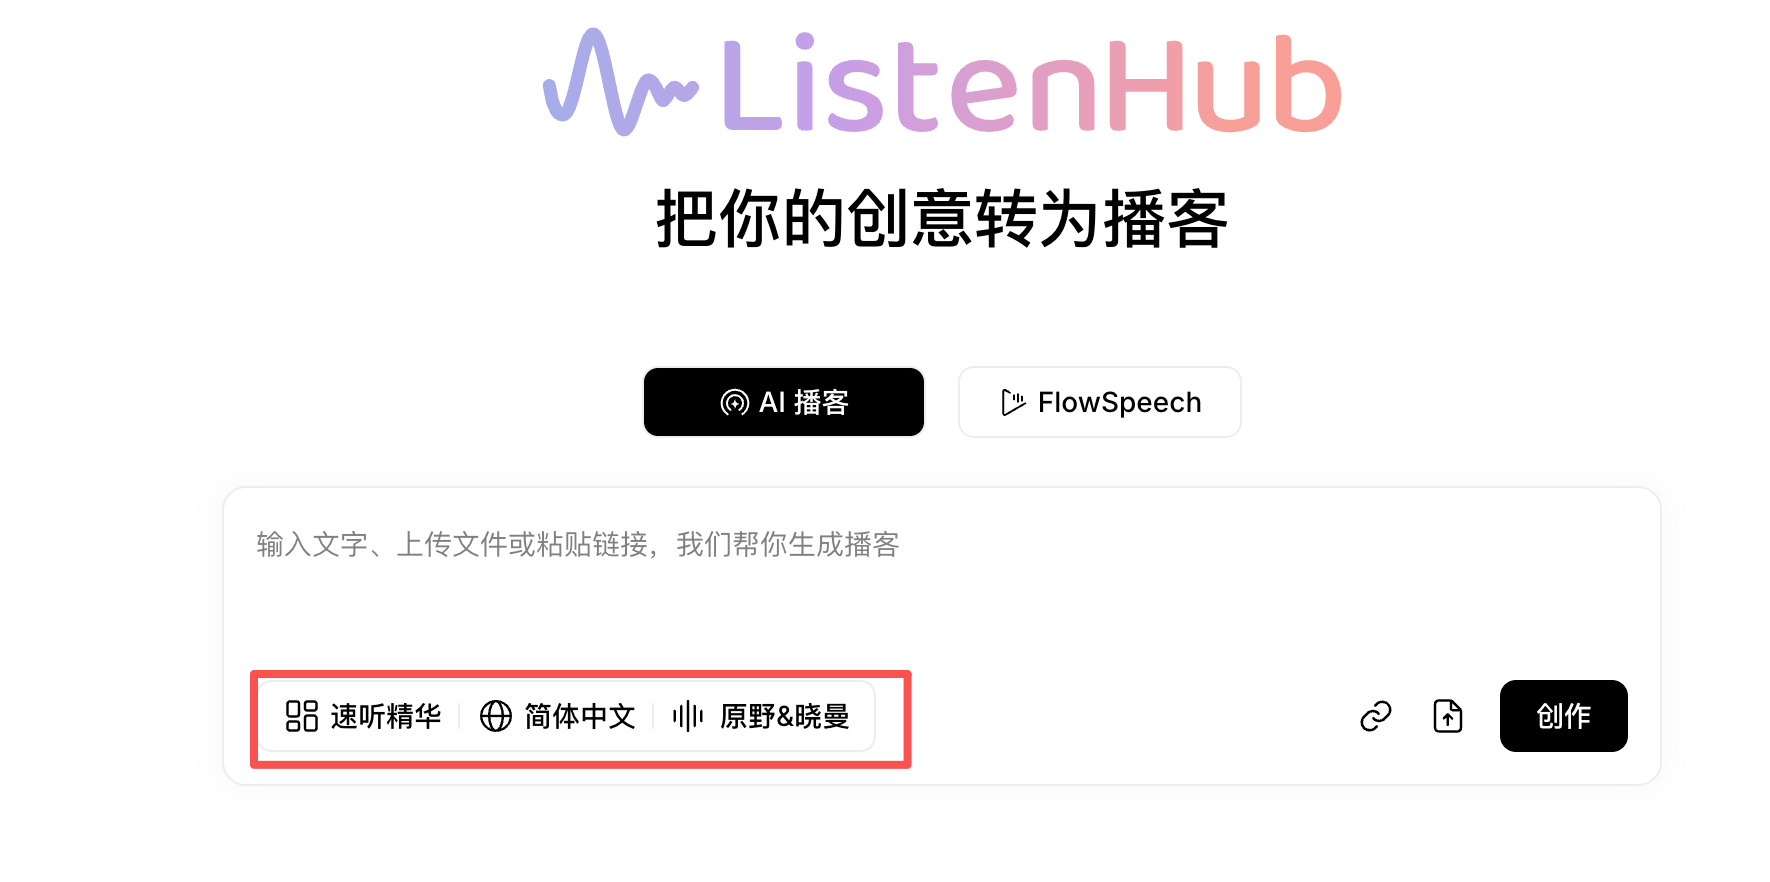 ListenHub
把你的创意转为播客
AI 播客 FlowSpeech
输入文字、上传文件或粘贴链接，我们帮你生成播客
速听精华 简体中文 原野&晓曼 创作